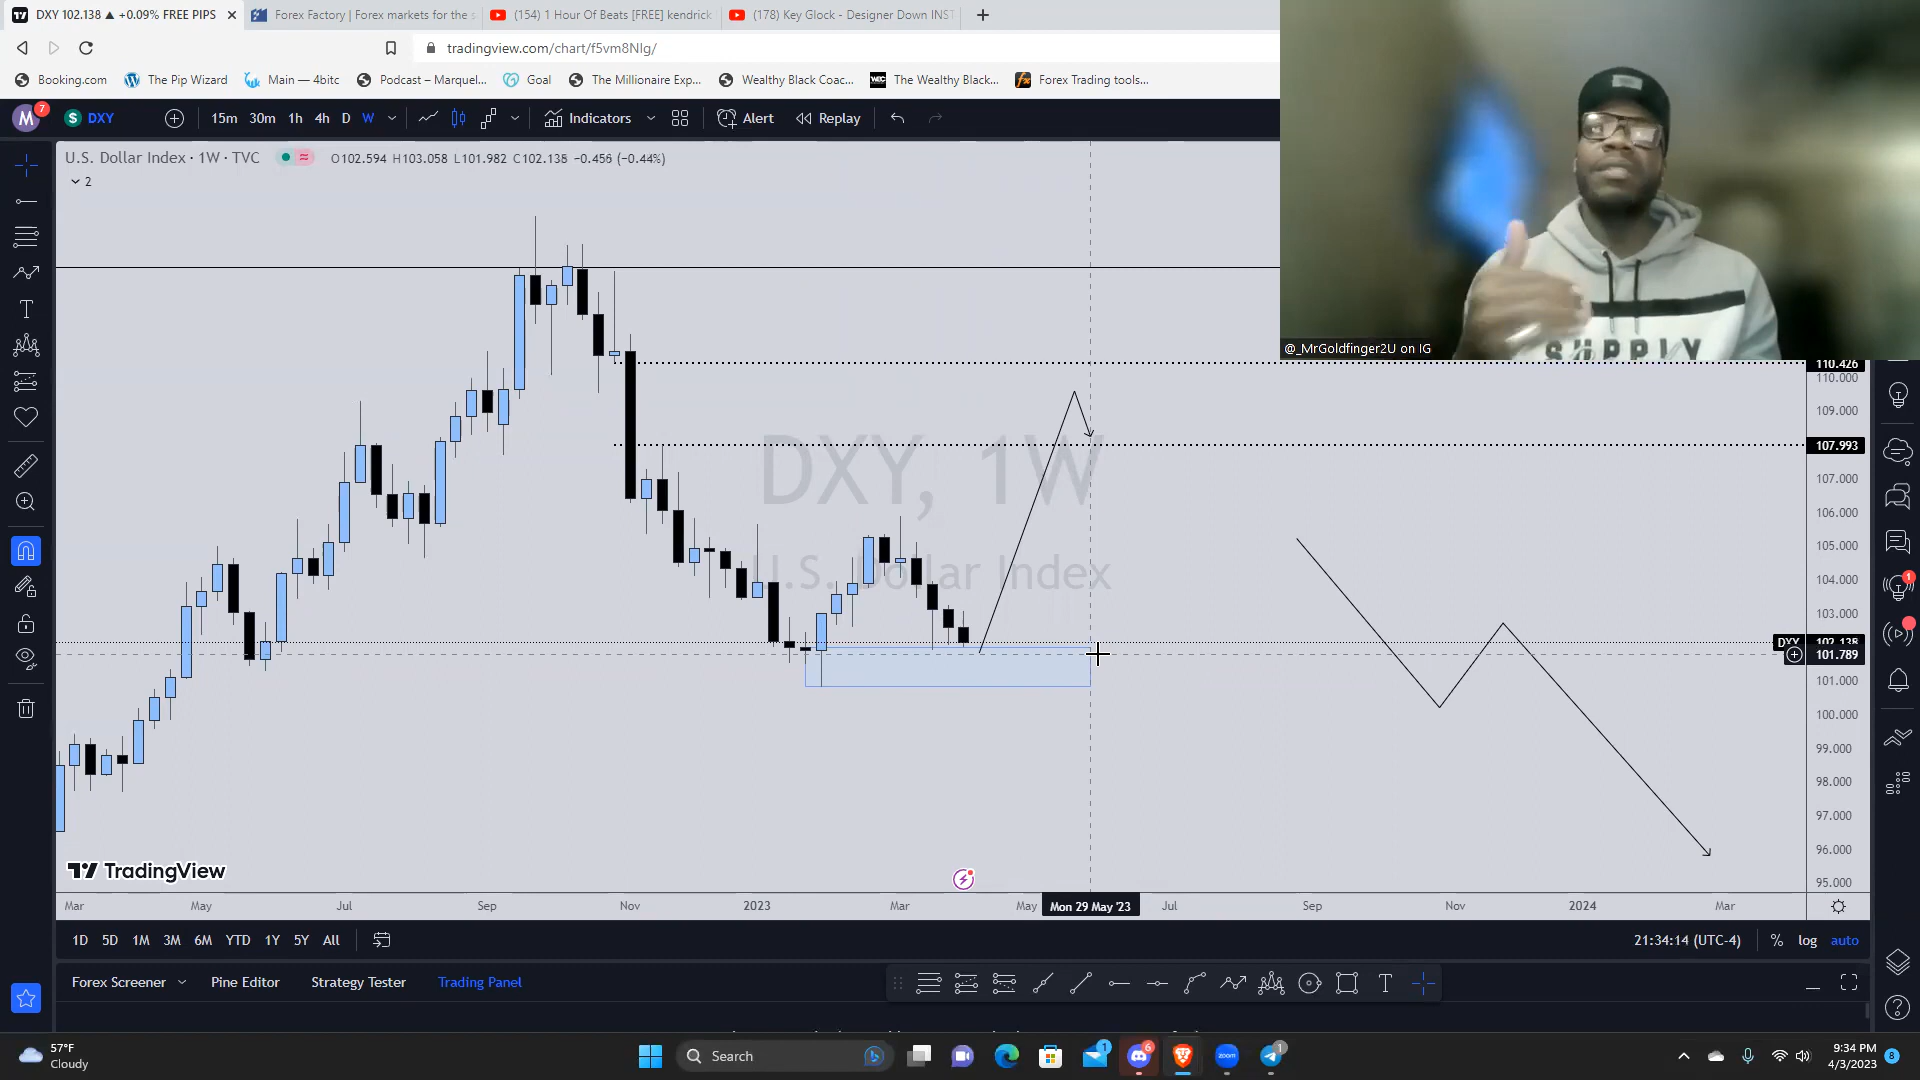 DXY 102.138 ▲ +0.09% FREE PIPS
Forex Factory | Forex markets for the s
(154) 1 Hour Of Beats [FREE] kendrick
(178) Key Glock - Designer Down INST
tradingview.com/chart/f5vm8NIg/
Booking.com
The Pip Wizard
Main — 4bitc
Podcast – Marquel...
Goal
The Millionaire Exp...
Wealthy Black Coac...
The Wealthy Black...
Forex Trading tools...
M
7
DXY
15m 30m 1h 4h D W
Indicators
Alert
Replay
U.S. Dollar Index · 1W · TVC
O102.594 H103.058 L101.982 C102.138 −0.456 (−0.44%)
2
SUPPLY
@_MrGoldfinger2U on IG
DXY, 1W
U.S. Dollar Index
110.426
110.000
109.000
107.993
107.000
106.000
105.000
104.000
103.000
DXY 102.138
101.789
101.000
100.000
99.000
98.000
97.000
96.000
95.000
TradingView
Mar May Jul Sep Nov 2023 Mar May Mon 29 May '23 Jul Sep Nov 2024 Mar
1D 5D 1M 3M 6M YTD 1Y 5Y All
21:34:14 (UTC-4) % log auto
Forex Screener
Pine Editor
Strategy Tester
Trading Panel
57°F
Cloudy
Search
9:34 PM
4/3/2023